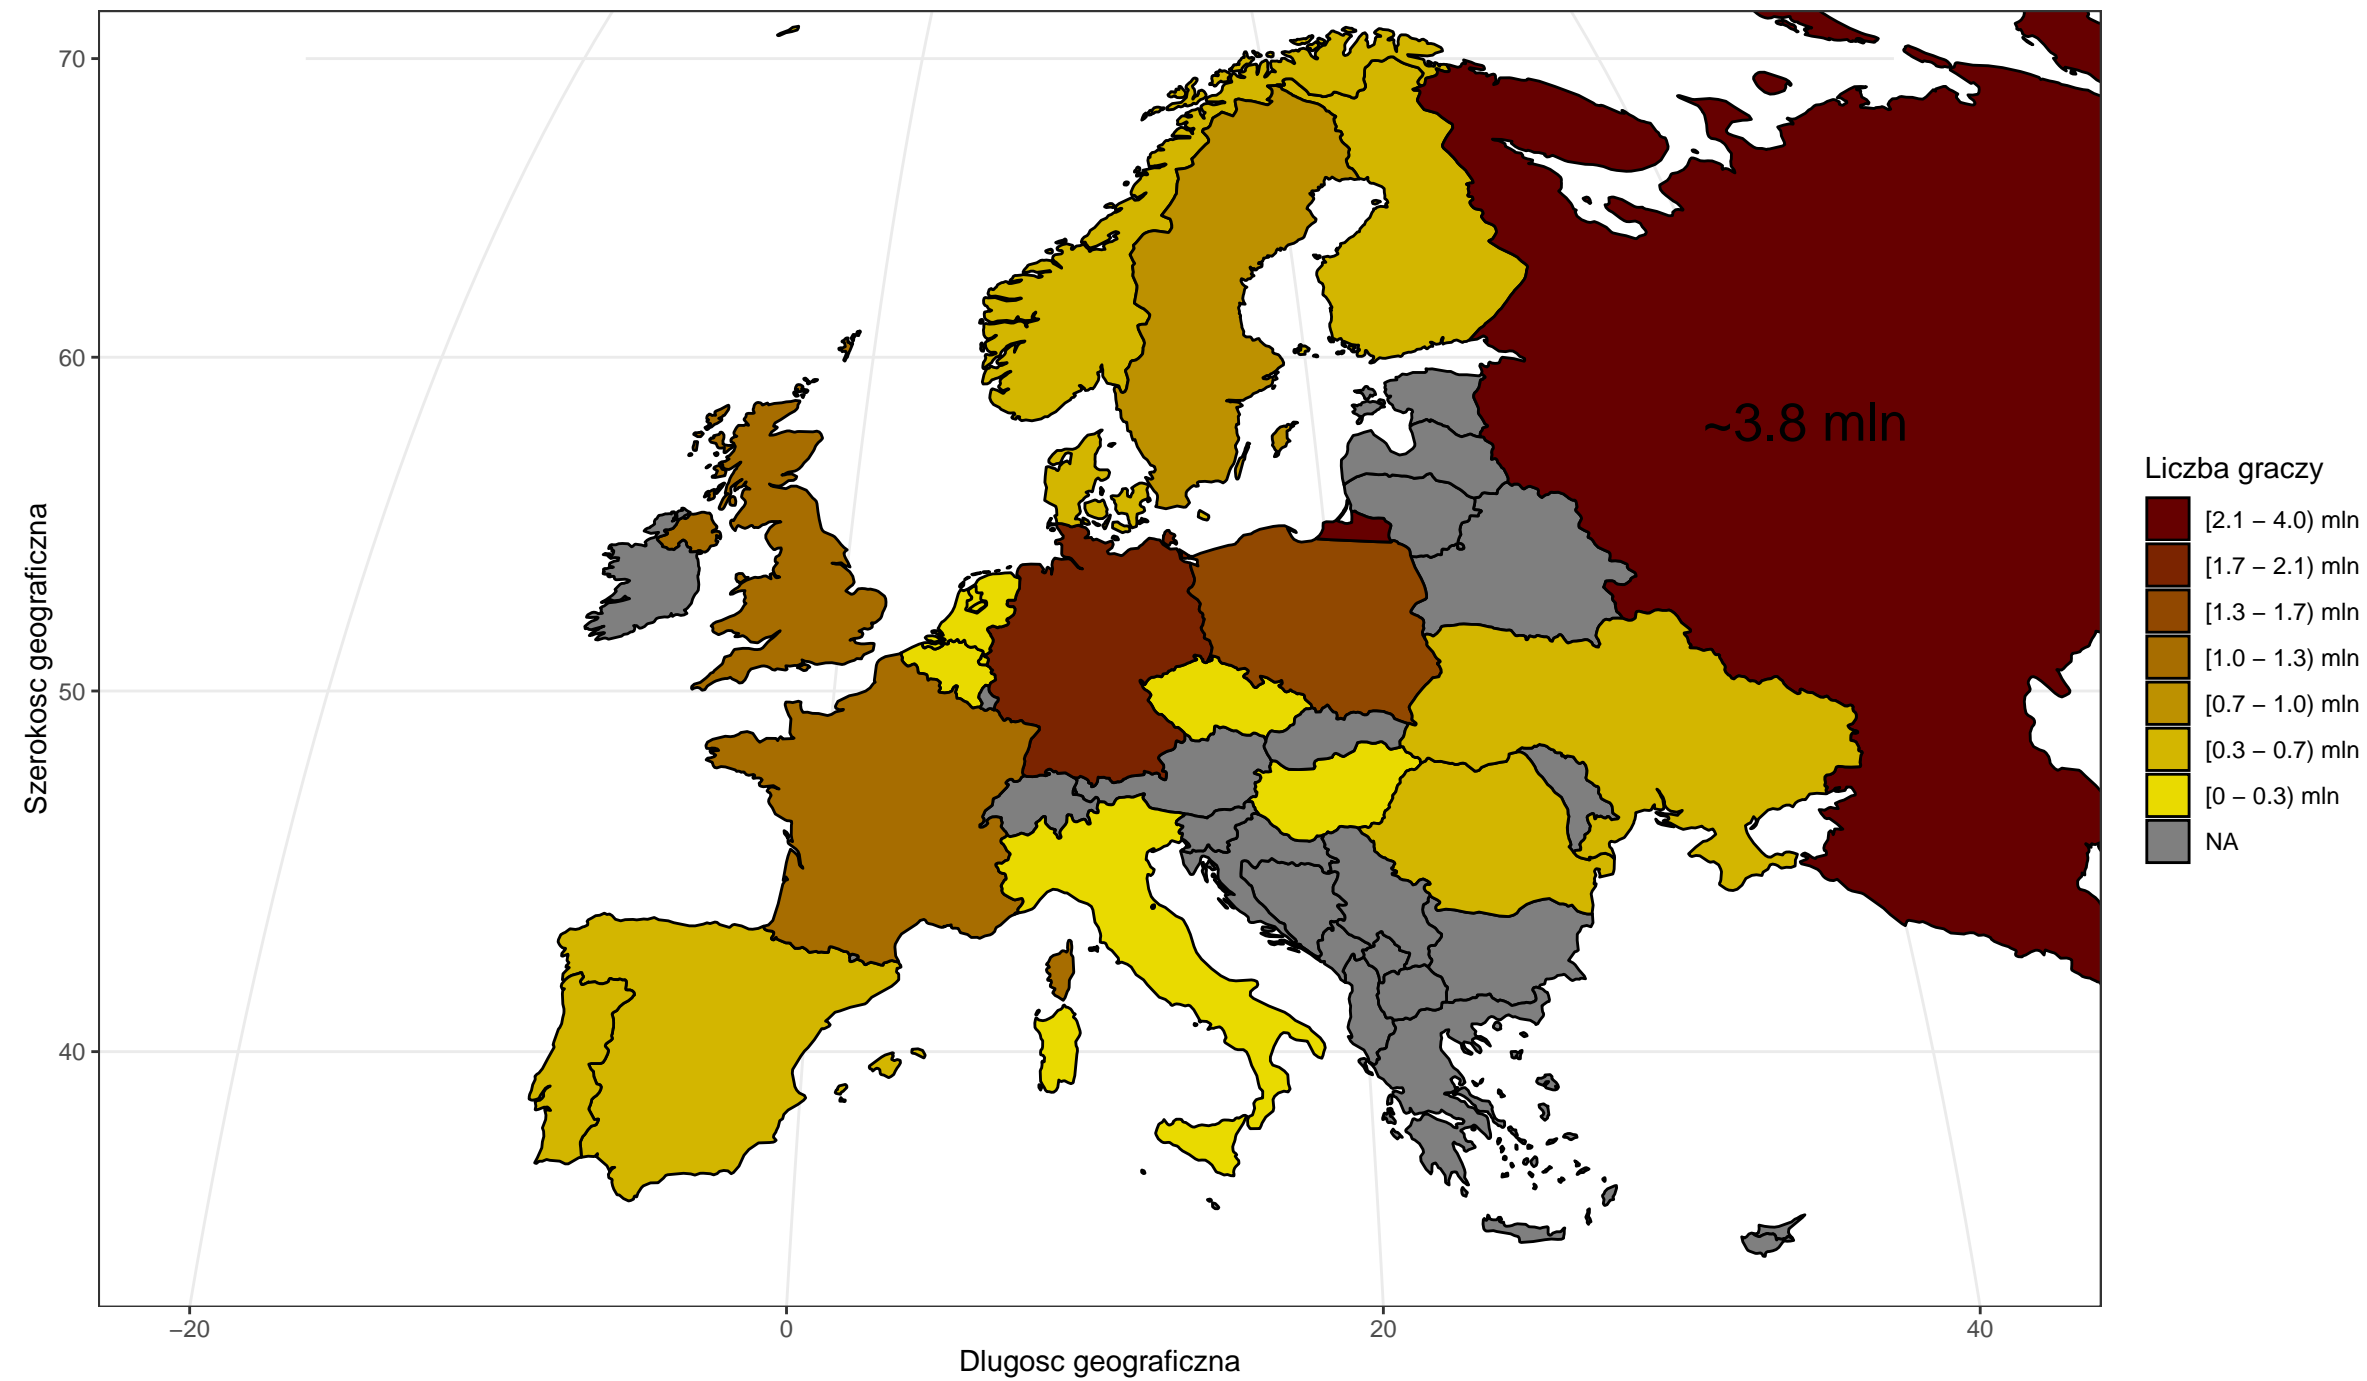 70
60
50
40
Szerokosc geograficzna
~3.8 mln
−20
0
20
40
Dlugosc geograficzna
Liczba graczy
[2.1 − 4.0) mln
[1.7 − 2.1) mln
[1.3 − 1.7) mln
[1.0 − 1.3) mln
[0.7 − 1.0) mln
[0.3 − 0.7) mln
[0 − 0.3) mln
NA